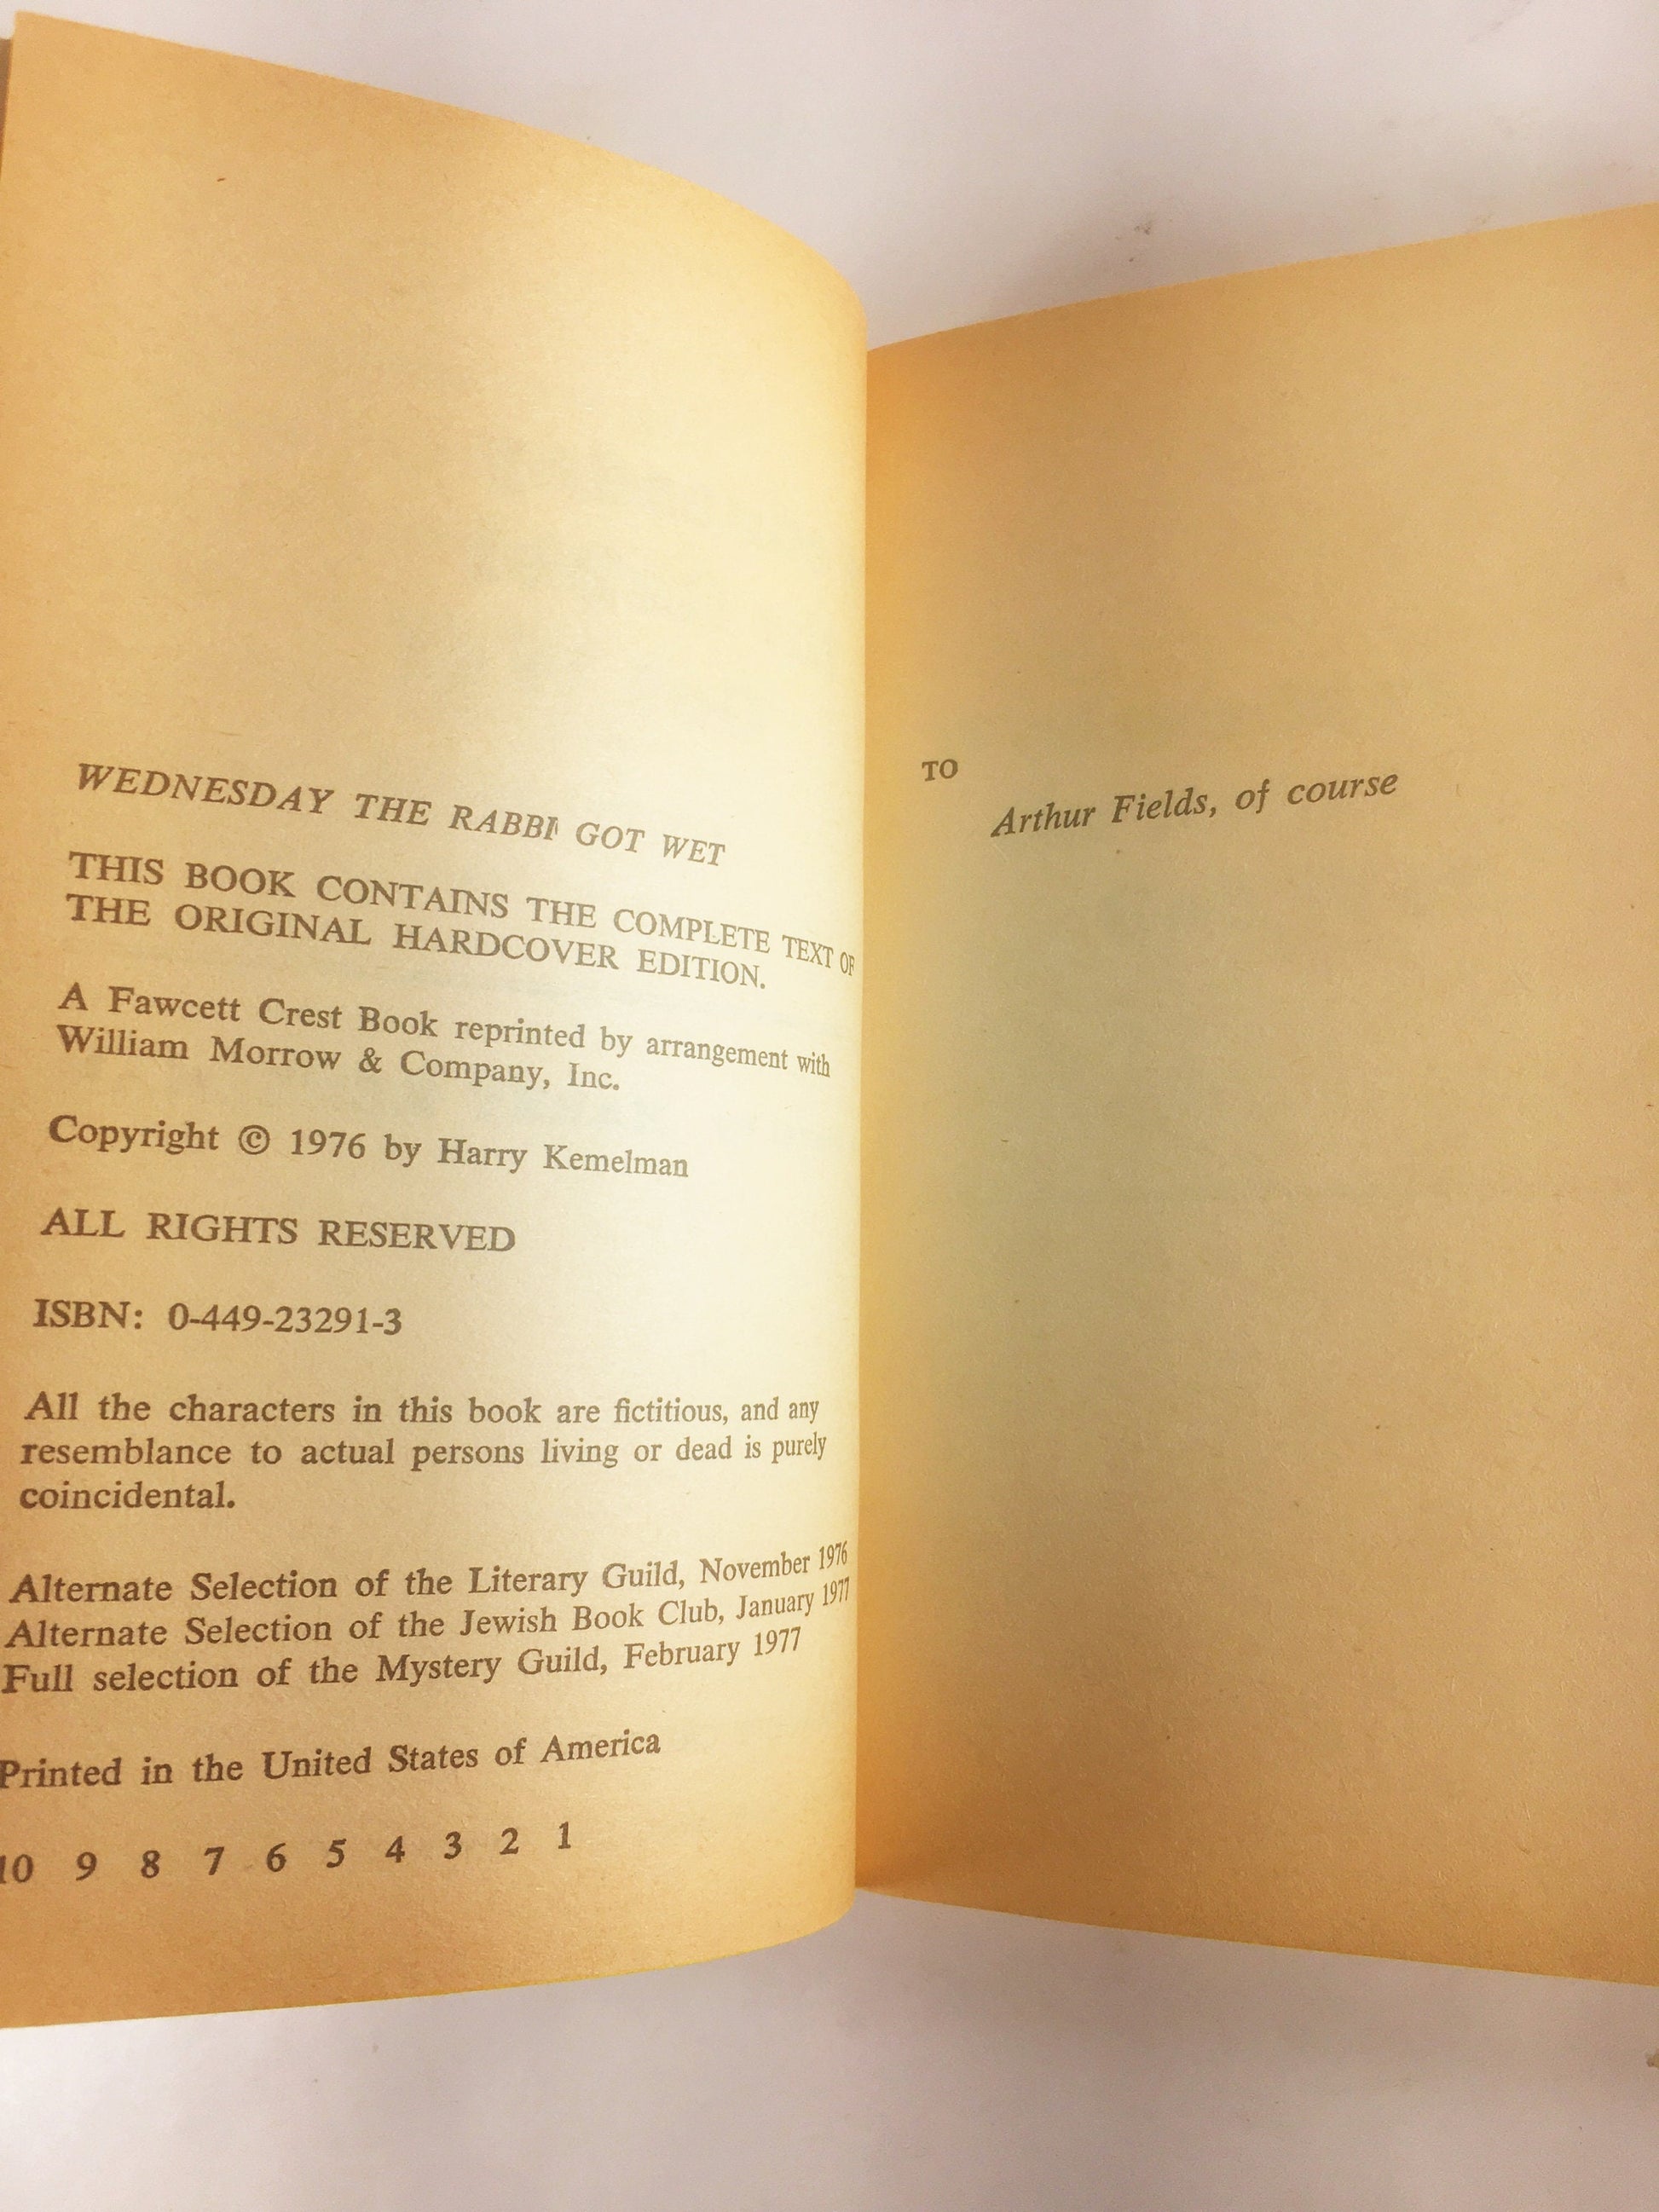 WEDNESDAY THE RABBI GOT WET
THIS BOOK CONTAINS THE COMPLETE TEXT OF
THE ORIGINAL HARDCOVER EDITION.
A Fawcett Crest Book reprinted by arrangement with
William Morrow & Company, Inc.
Copyright © 1976 by Harry Kemelman
ALL RIGHTS RESERVED
ISBN: 0-449-23291-3
All the characters in this book are fictitious, and any
resemblance to actual persons living or dead is purely
coincidental.
Alternate Selection of the Literary Guild, November 1976
Alternate Selection of the Jewish Book Club, January 1977
Full selection of the Mystery Guild, February 1977
Printed in the United States of America
10 9 8 7 6 5 4 3 2 1
TO
Arthur Fields, of course